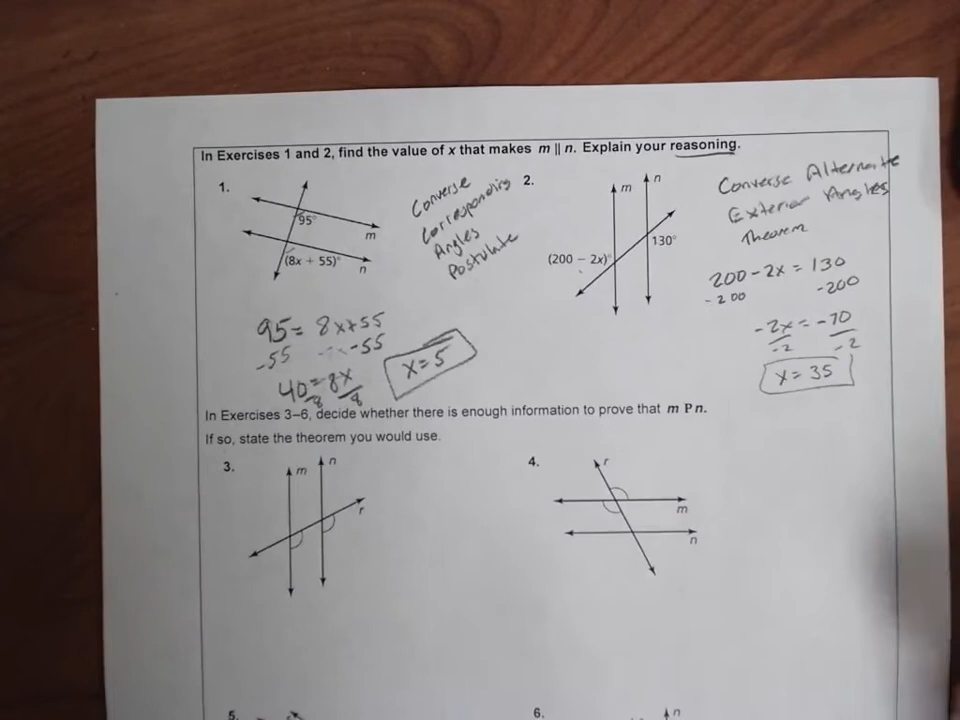 In Exercises 1 and 2, find the value of x that makes m || n. Explain your reasoning.
1.
95°
m
(8x + 55)°
n
Converse
Corresponding
Angles
Postulate
95 = 8x+55
-55 -55
40 = 8x
8 8
x = 5
2.
m
n
130°
(200 – 2x)°
Converse Alternate
Exterior Angles
Theorem
200 - 2x = 130
- 200 -200
-2x = -70
-2 -2
x = 35
In Exercises 3–6, decide whether there is enough information to prove that m P n.
If so, state the theorem you would use.
3.
m
n
r
4.
r
m
n
5.
6.
n